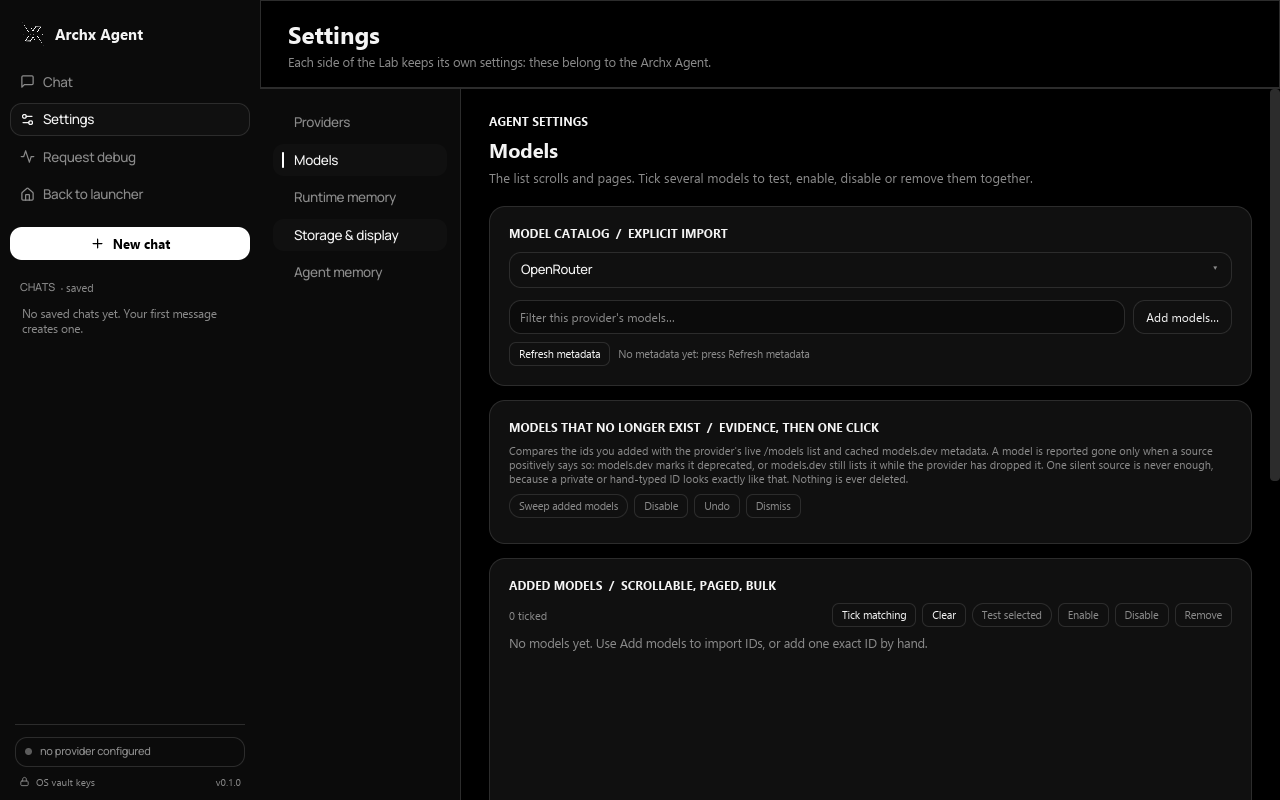 Archx Agent
Chat
Settings
Request debug
Back to launcher
+ New chat
CHATS · saved
No saved chats yet. Your first message
creates one.
no provider configured
OS vault keys
v0.1.0
Settings
Each side of the Lab keeps its own settings: these belong to the Archx Agent.
Providers
Models
Runtime memory
Storage & display
Agent memory
AGENT SETTINGS
Models
The list scrolls and pages. Tick several models to test, enable, disable or remove them together.
MODEL CATALOG / EXPLICIT IMPORT
OpenRouter
Filter this provider's models...
Add models...
Refresh metadata
No metadata yet: press Refresh metadata
MODELS THAT NO LONGER EXIST / EVIDENCE, THEN ONE CLICK
Compares the ids you added with the provider's live /models list and cached models.dev metadata. A model is reported gone only when a source
positively says so: models.dev marks it deprecated, or models.dev still lists it while the provider has dropped it. One silent source is never enough,
because a private or hand-typed ID looks exactly like that. Nothing is ever deleted.
Sweep added models
Disable
Undo
Dismiss
ADDED MODELS / SCROLLABLE, PAGED, BULK
0 ticked
Tick matching
Clear
Test selected
Enable
Disable
Remove
No models yet. Use Add models to import IDs, or add one exact ID by hand.